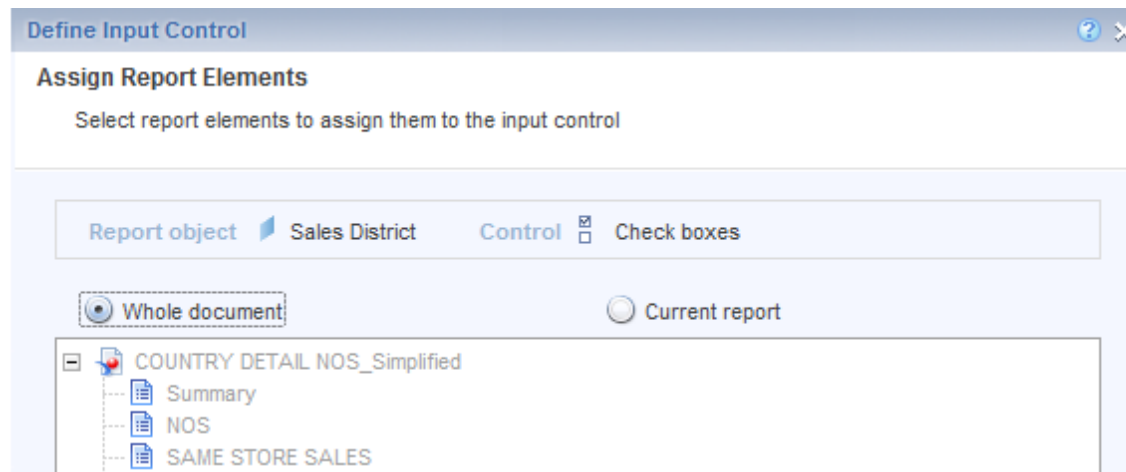 Define Input Control
Assign Report Elements
Select report elements to assign them to the input control
Report object Sales District Control Check boxes
Whole document Current report
COUNTRY DETAIL NOS_Simplified
Summary
NOS
SAME STORE SALES